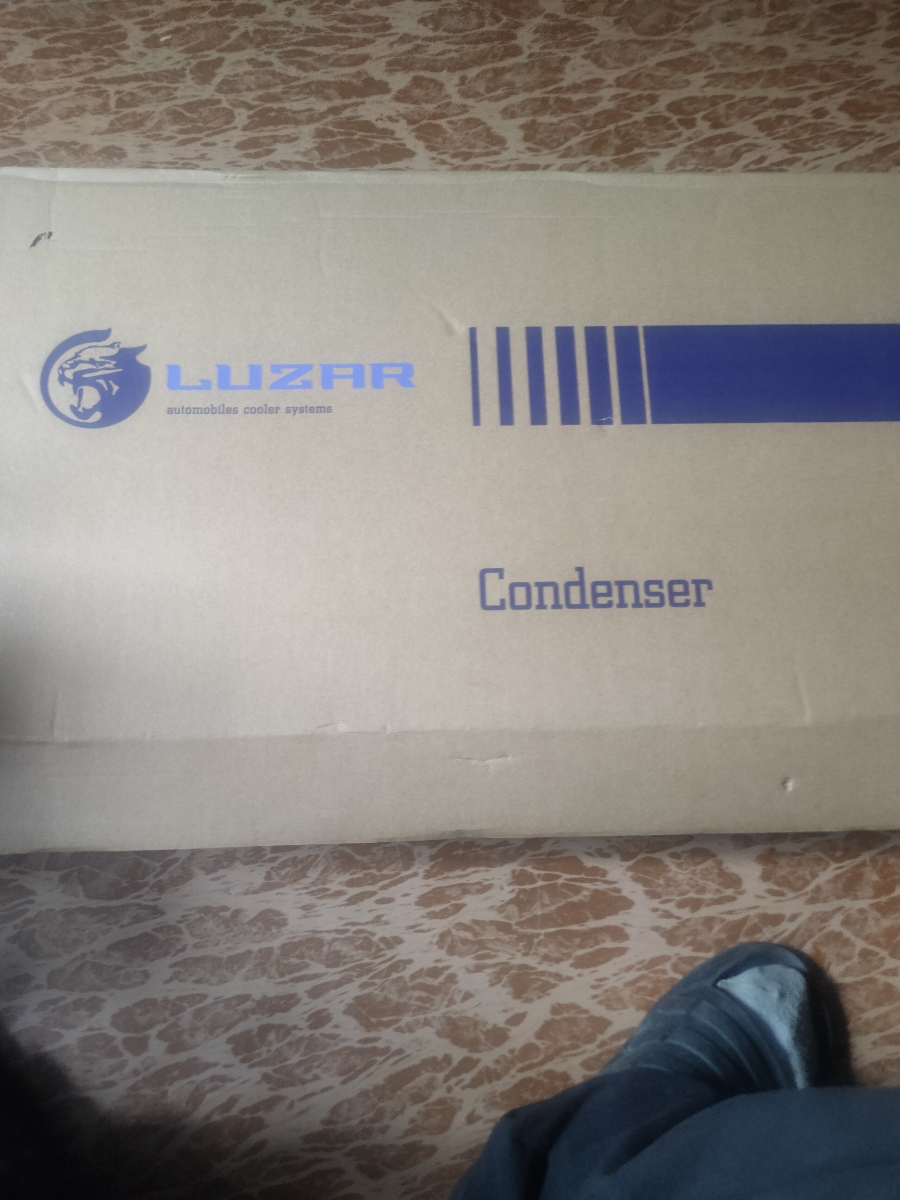 LUZAR
automobiles cooler systems
Condenser